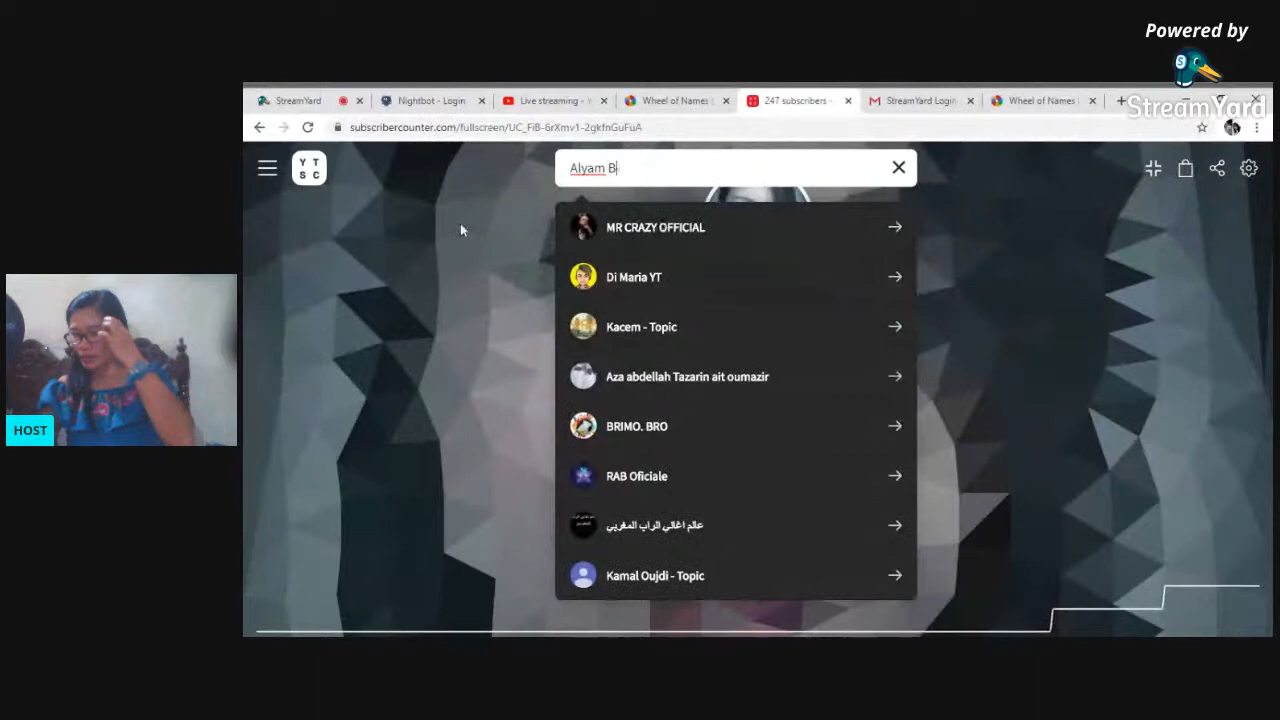 Powered by
StreamYard
StreamYard
Nightbot - Login
Live streaming -
Wheel of Names
247 subscribers -
StreamYard Login
Wheel of Names
subscribercounter.com/fullscreen/UC_FiB-6rXmv1-2gkfnGuFuA
Y T
S C
Alyam B
MR CRAZY OFFICIAL
Di Maria YT
Kacem - Topic
Aza abdellah Tazarin ait oumazir
BRIMO. BRO
RAB Oficiale
عالم اغاني الراب المغربي
Kamal Oujdi - Topic
HOST